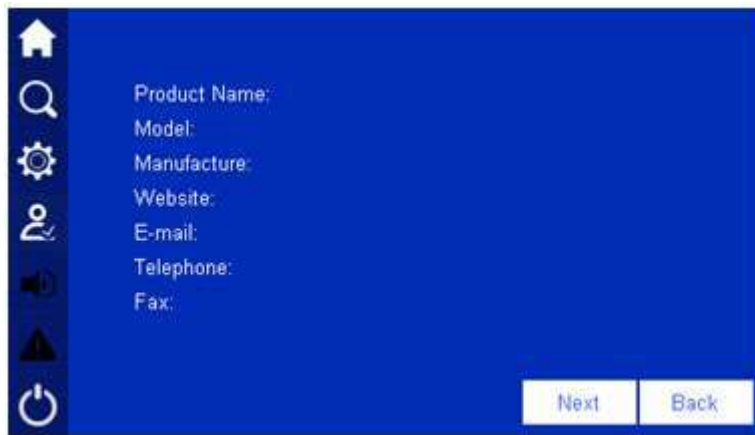 Product Name:
Model:
Manufacture:
Website:
E-mail:
Telephone:
Fax:
Next Back